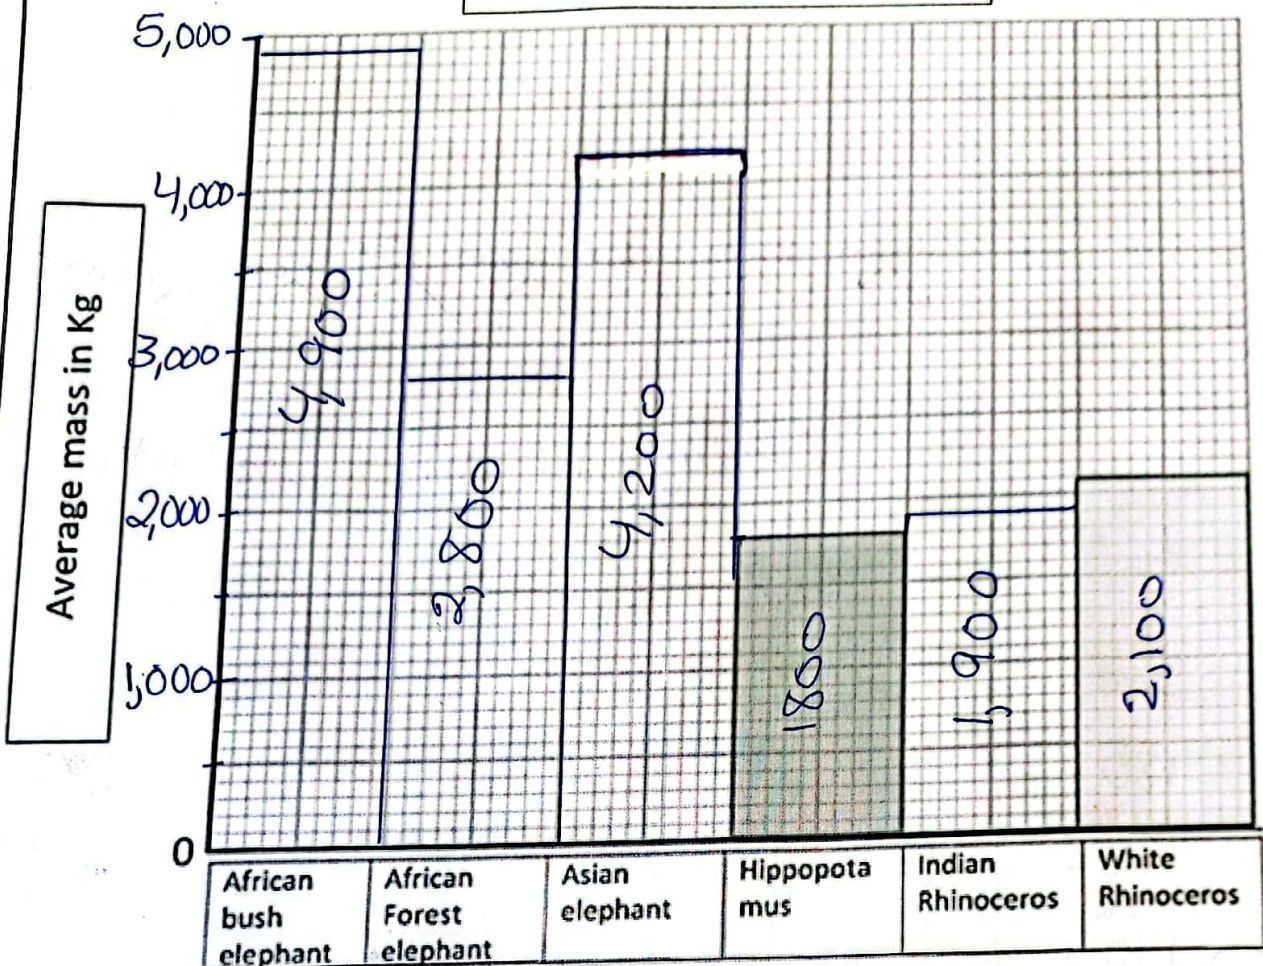 5,000
4,000
3,000
2,000
1,000
0
Average mass in Kg
4,900
2,800
4,200
1800
1,900
2,100
African
bush
elephant
African
Forest
elephant
Asian
elephant
Hippopota
mus
Indian
Rhinoceros
White
Rhinoceros